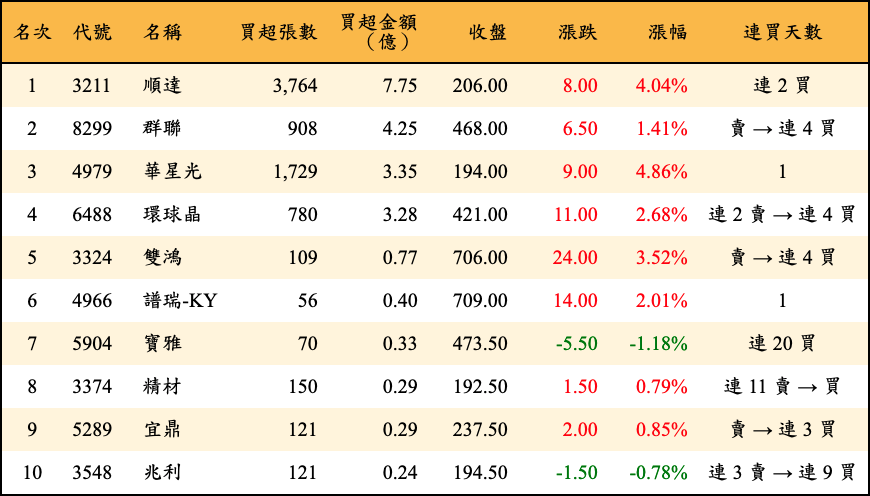 名次 代號 名稱 買超張數 買超金額（億） 收盤 漲跌 漲幅 連買天數
1 3211 順達 3,764 7.75 206.00 8.00 4.04% 連 2 買
2 8299 群聯 908 4.25 468.00 6.50 1.41% 賣 → 連 4 買
3 4979 華星光 1,729 3.35 194.00 9.00 4.86% 1
4 6488 環球晶 780 3.28 421.00 11.00 2.68% 連 2 賣 → 連 4 買
5 3324 雙鴻 109 0.77 706.00 24.00 3.52% 賣 → 連 4 買
6 4966 譜瑞-KY 56 0.40 709.00 14.00 2.01% 1
7 5904 寶雅 70 0.33 473.50 -5.50 -1.18% 連 20 買
8 3374 精材 150 0.29 192.50 1.50 0.79% 連 11 賣 → 買
9 5289 宜鼎 121 0.29 237.50 2.00 0.85% 賣 → 連 3 買
10 3548 兆利 121 0.24 194.50 -1.50 -0.78% 連 3 賣 → 連 9 買